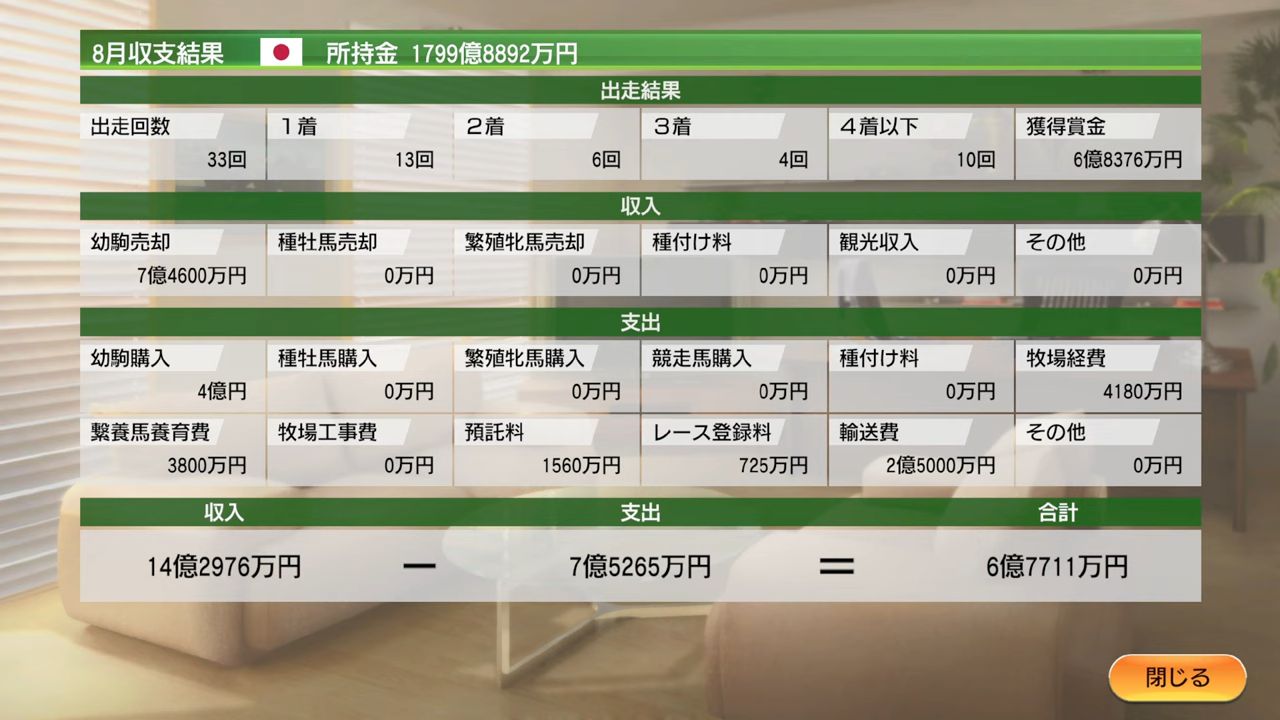 8月収支結果 所持金 1799億8892万円
出走結果
出走回数 1着 2着 3着 4着以下 獲得賞金
33回 13回 6回 4回 10回 6億8376万円
収入
幼駒売却 種牡馬売却 繁殖牝馬売却 種付け料 観光収入 その他
7億4600万円 0万円 0万円 0万円 0万円 0万円
支出
幼駒購入 種牡馬購入 繁殖牝馬購入 競走馬購入 種付け料 牧場経費
4億円 0万円 0万円 0万円 0万円 4180万円
繋養馬養育費 牧場工事費 預託料 レース登録料 輸送費 その他
3800万円 0万円 1560万円 725万円 2億5000万円 0万円
収入 支出 合計
14億2976万円 － 7億5265万円 ＝ 6億7711万円
閉じる